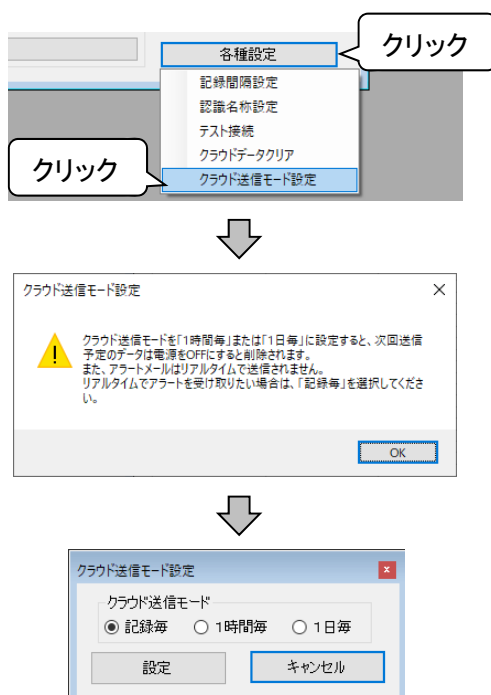 各種設定
クリック
記録間隔設定
認識名称設定
テスト接続
クラウドデータクリア
クリック
クラウド送信モード設定
クラウド送信モード設定
クラウド送信モードを「1時間毎」または「1日毎」に設定すると、次回送信
予定のデータは電源をOFFにすると削除されます。
また、アラートメールはリアルタイムで送信されません。
リアルタイムでアラートを受け取りたい場合は、「記録毎」を選択してくださ
い。
OK
クラウド送信モード設定
クラウド送信モード
記録毎 1時間毎 1日毎
設定 キャンセル